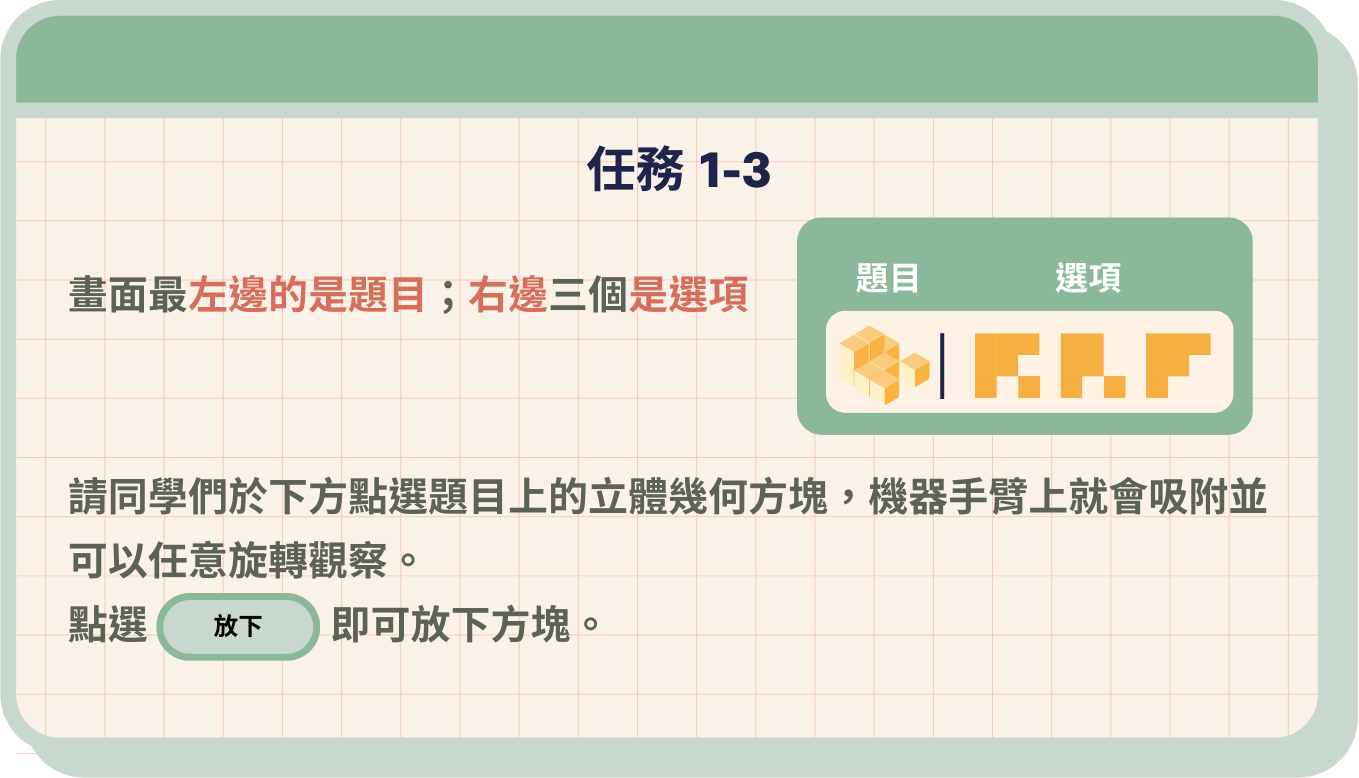 任務 1-3
畫面最左邊的是題目；右邊三個是選項
題目
選項
請同學們於下方點選題目上的立體幾何方塊，機器手臂上就會吸附並
可以任意旋轉觀察。
點選 放下 即可放下方塊。